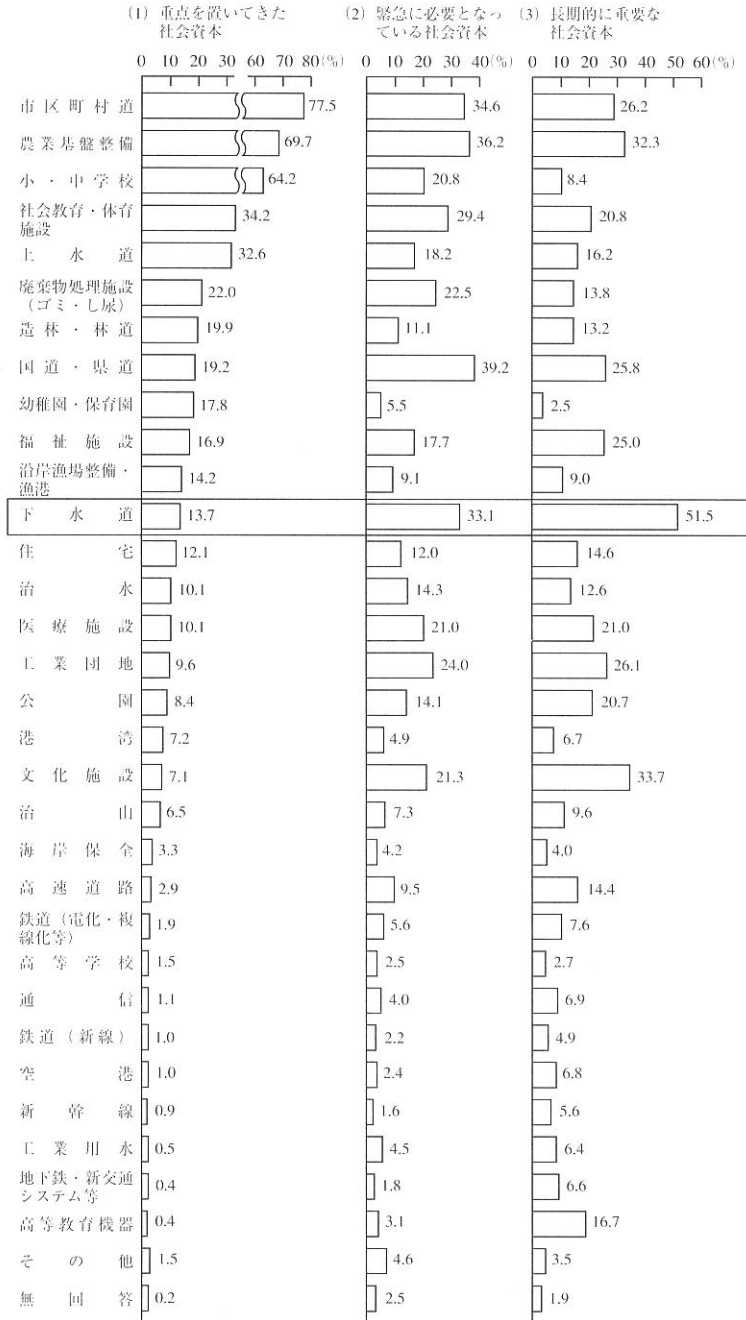 (1) 重点を置いてきた
社会資本
(2) 緊急に必要となっ
ている社会資本
(3) 長期的に重要な
社会資本
0 10 20 30 60 70 80(%)
0 10 20 30 40(%)
0 10 20 30 40 50 60(%)
市区町村道 77.5 34.6 26.2
農業基盤整備 69.7 36.2 32.3
小・中学校 64.2 20.8 8.4
社会教育・体育
施設 34.2 29.4 20.8
上水道 32.6 18.2 16.2
廃棄物処理施設
(ゴミ・し尿) 22.0 22.5 13.8
造林・林道 19.9 11.1 13.2
国道・県道 19.2 39.2 25.8
幼稚園・保育園 17.8 5.5 2.5
福祉施設 16.9 17.7 25.0
沿岸漁場整備・
漁港 14.2 9.1 9.0
下水道 13.7 33.1 51.5
住宅 12.1 12.0 14.6
治水 10.1 14.3 12.6
医療施設 10.1 21.0 21.0
工業団地 9.6 24.0 26.1
公園 8.4 14.1 20.7
港湾 7.2 4.9 6.7
文化施設 7.1 21.3 33.7
治山 6.5 7.3 9.6
海岸保全 3.3 4.2 4.0
高速道路 2.9 9.5 14.4
鉄道(電化・複
線化等) 1.9 5.6 7.6
高等学校 1.5 2.5 2.7
通信 1.1 4.0 6.9
鉄道(新線) 1.0 2.2 4.9
空港 1.0 2.4 6.8
新幹線 0.9 1.6 5.6
工業用水 0.5 4.5 6.4
地下鉄・新交通
システム等 0.4 1.8 6.6
高等教育機器 0.4 3.1 16.7
その他 1.5 4.6 3.5
無回答 0.2 2.5 1.9